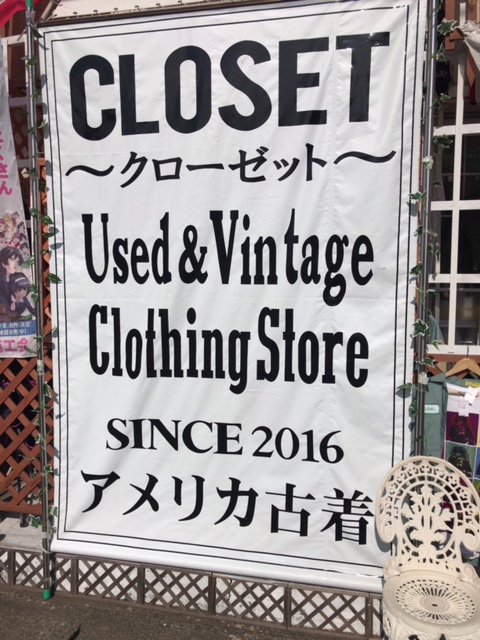 CLOSET
～クローゼット～
Used & Vintage
Clothing Store
SINCE 2016
アメリカ古着